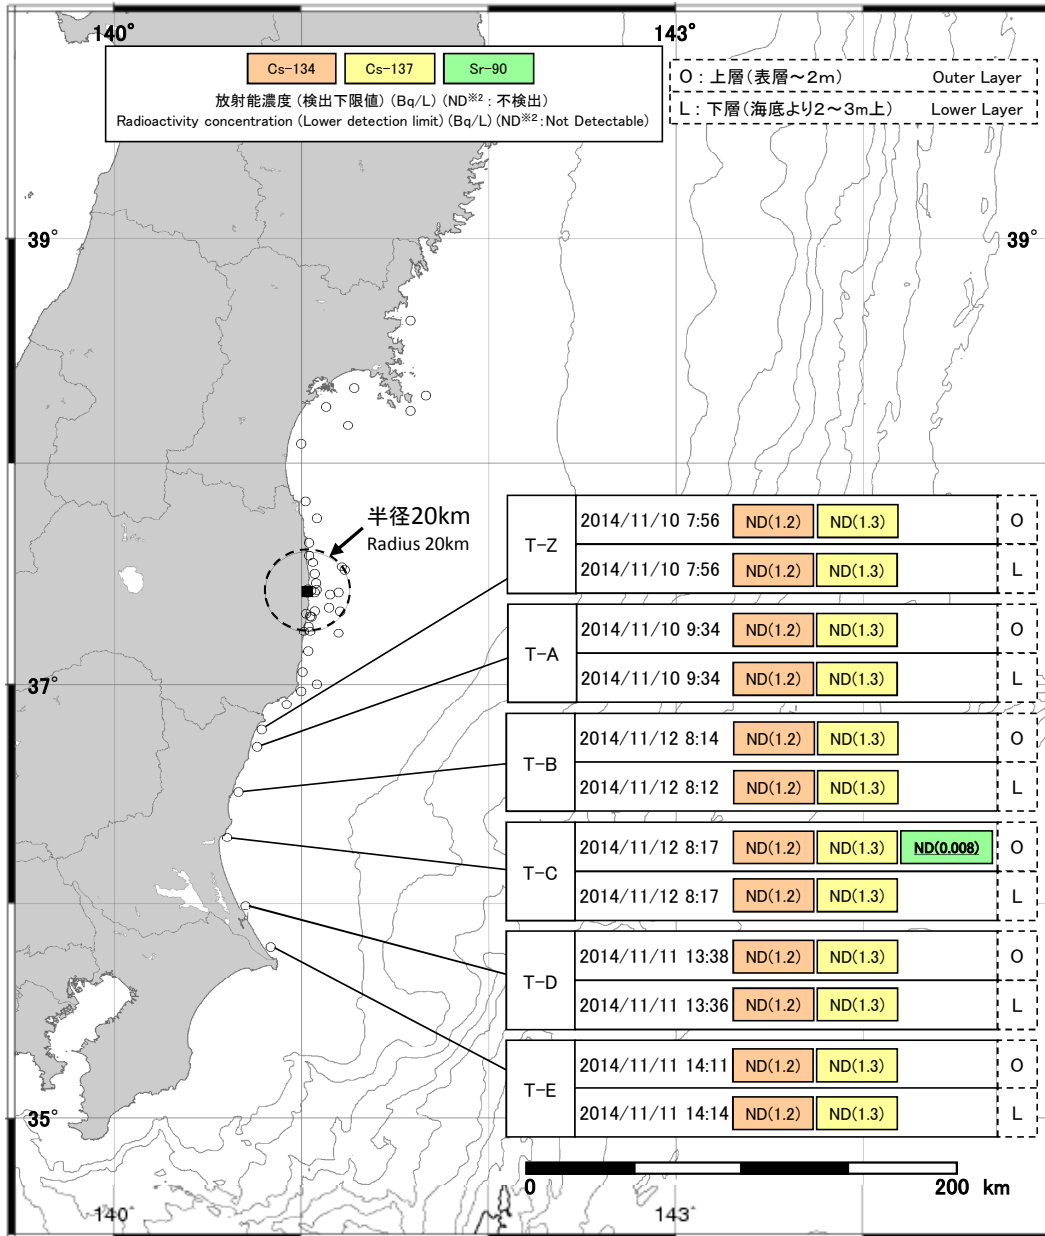 140°
143°
Cs-134 Cs-137 Sr-90
放射能濃度 (検出下限値) (Bq/L) (ND※2 : 不検出)
Radioactivity concentration (Lower detection limit) (Bq/L) (ND※2 : Not Detectable)
O : 上層(表層～2m) Outer Layer
L : 下層(海底より2～3m上) Lower Layer
39°
39°
半径20km
Radius 20km
T-Z
2014/11/10 7:56 ND(1.2) ND(1.3) O
2014/11/10 7:56 ND(1.2) ND(1.3) L
T-A
2014/11/10 9:34 ND(1.2) ND(1.3) O
2014/11/10 9:34 ND(1.2) ND(1.3) L
37°
T-B
2014/11/12 8:14 ND(1.2) ND(1.3) O
2014/11/12 8:12 ND(1.2) ND(1.3) L
T-C
2014/11/12 8:17 ND(1.2) ND(1.3) ND(0.008) O
2014/11/12 8:17 ND(1.2) ND(1.3) L
T-D
2014/11/11 13:38 ND(1.2) ND(1.3) O
2014/11/11 13:36 ND(1.2) ND(1.3) L
T-E
2014/11/11 14:11 ND(1.2) ND(1.3) O
2014/11/11 14:14 ND(1.2) ND(1.3) L
35°
0 200 km
140°
143°